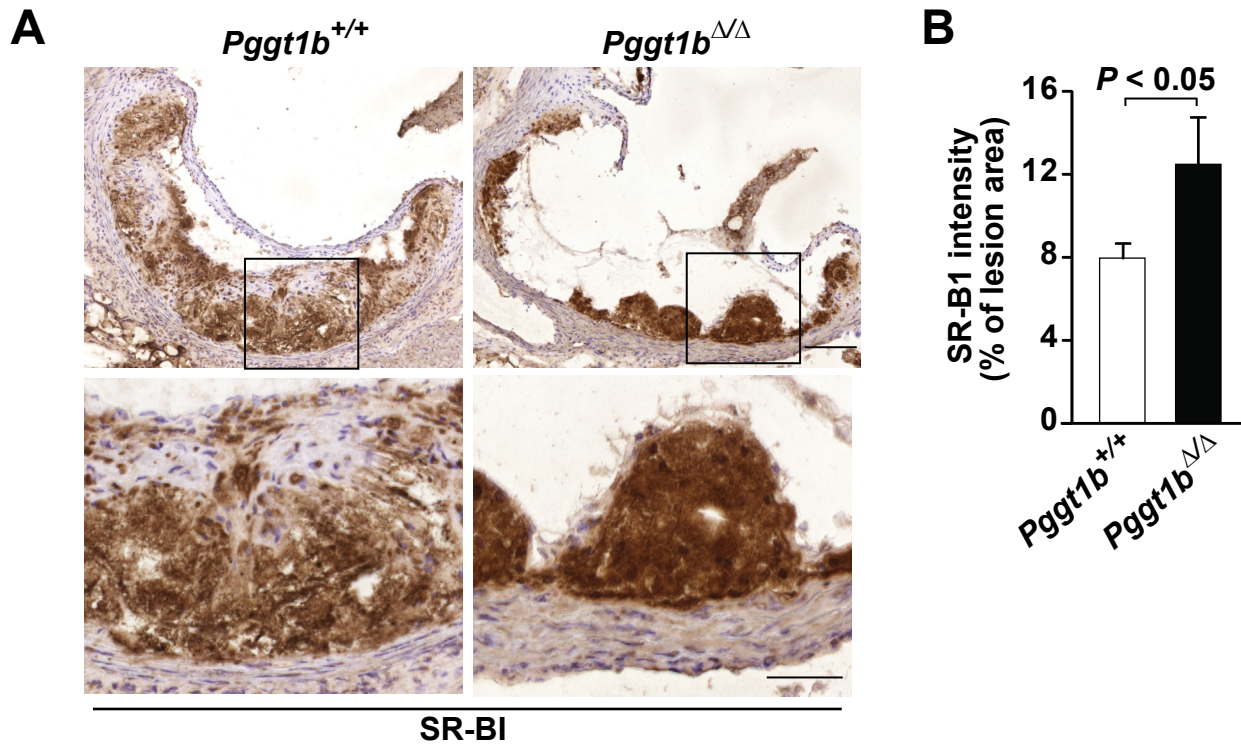 A
Pggt1b+/+
Pggt1bΔ/Δ
SR-BI
B
P < 0.05
SR-B1 intensity
(% of lesion area)
16
12
8
4
0
Pggt1b+/+
Pggt1bΔ/Δ